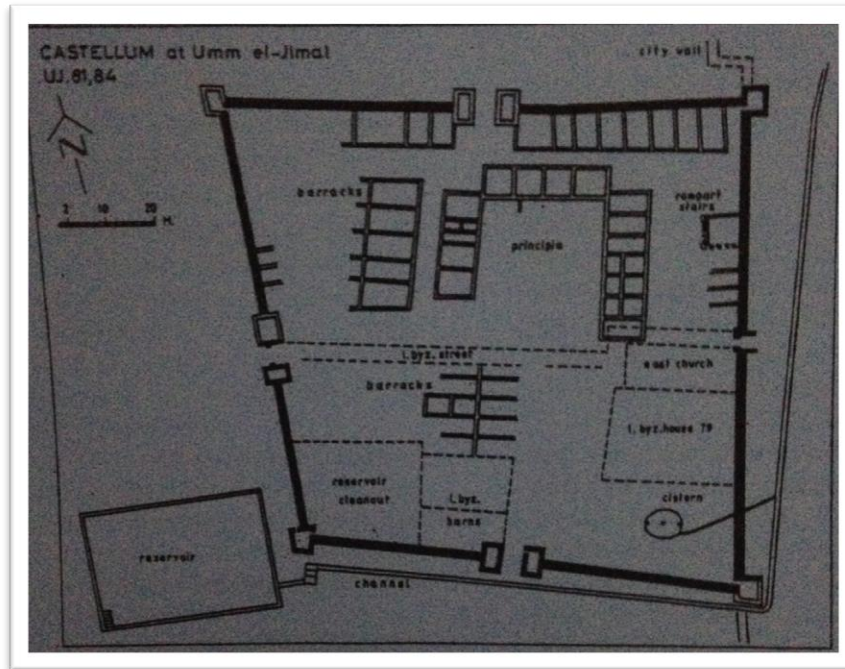 CASTELLUM at Umm el-Jimal
UJ.81,84
city wall
N
2 10 20 M.
barracks
rampart
stairs
principia
l. byz. street
east church
barracks
l. byz. house 79
reservoir
cleanout
l. byz.
barns
cistern
reservoir
channel